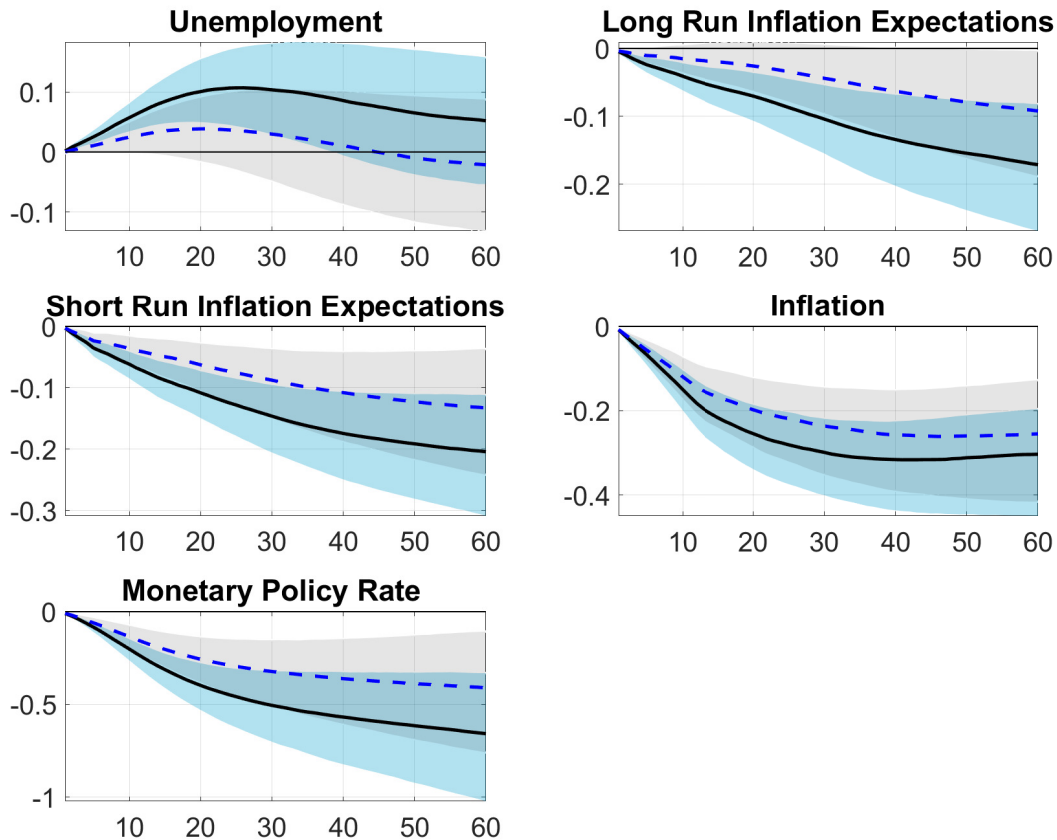 Unemployment
0.1
0
-0.1
10 20 30 40 50 60
Long Run Inflation Expectations
0
-0.1
-0.2
10 20 30 40 50 60
Short Run Inflation Expectations
0
-0.1
-0.2
-0.3
10 20 30 40 50 60
Inflation
0
-0.2
-0.4
10 20 30 40 50 60
Monetary Policy Rate
0
-0.5
-1
10 20 30 40 50 60